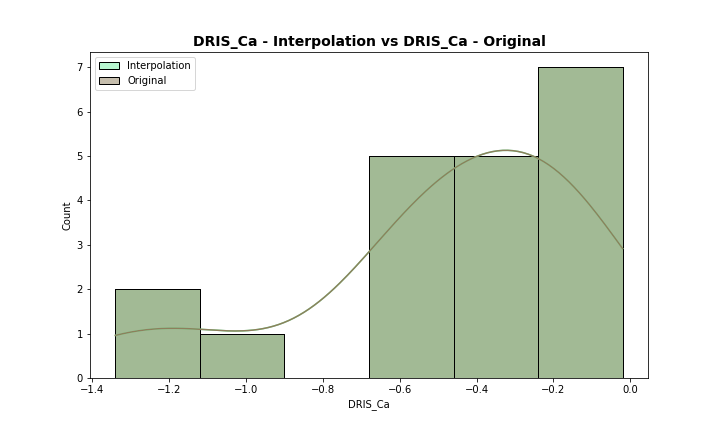 DRIS_Ca - Interpolation vs DRIS_Ca - Original
Interpolation
Original
7
6
5
4
3
2
1
0
Count
−1.4 −1.2 −1.0 −0.8 −0.6 −0.4 −0.2 0.0
DRIS_Ca